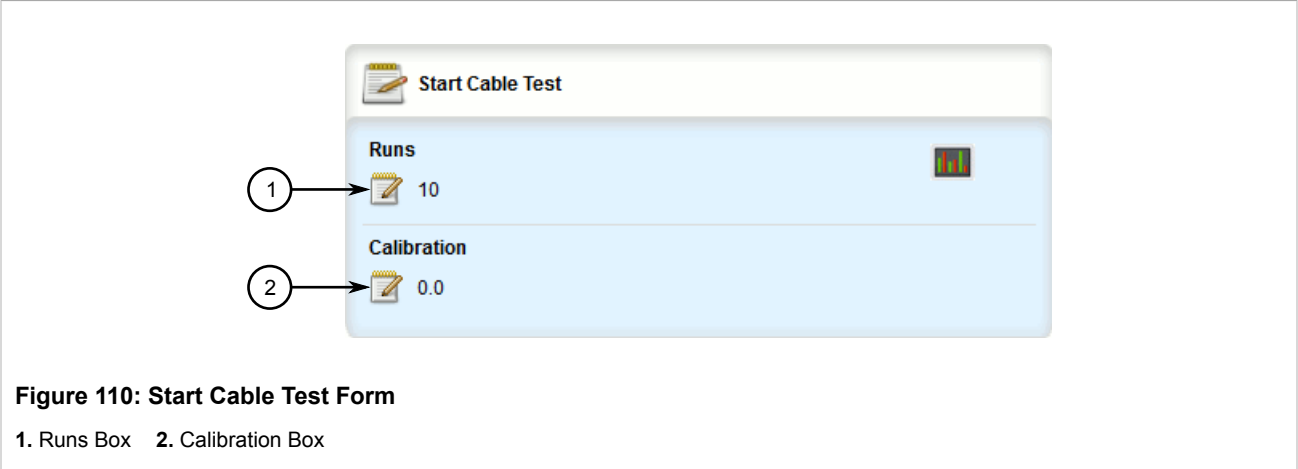 Start Cable Test
Runs
1
10
Calibration
2
0.0
Figure 110: Start Cable Test Form
1. Runs Box 2. Calibration Box